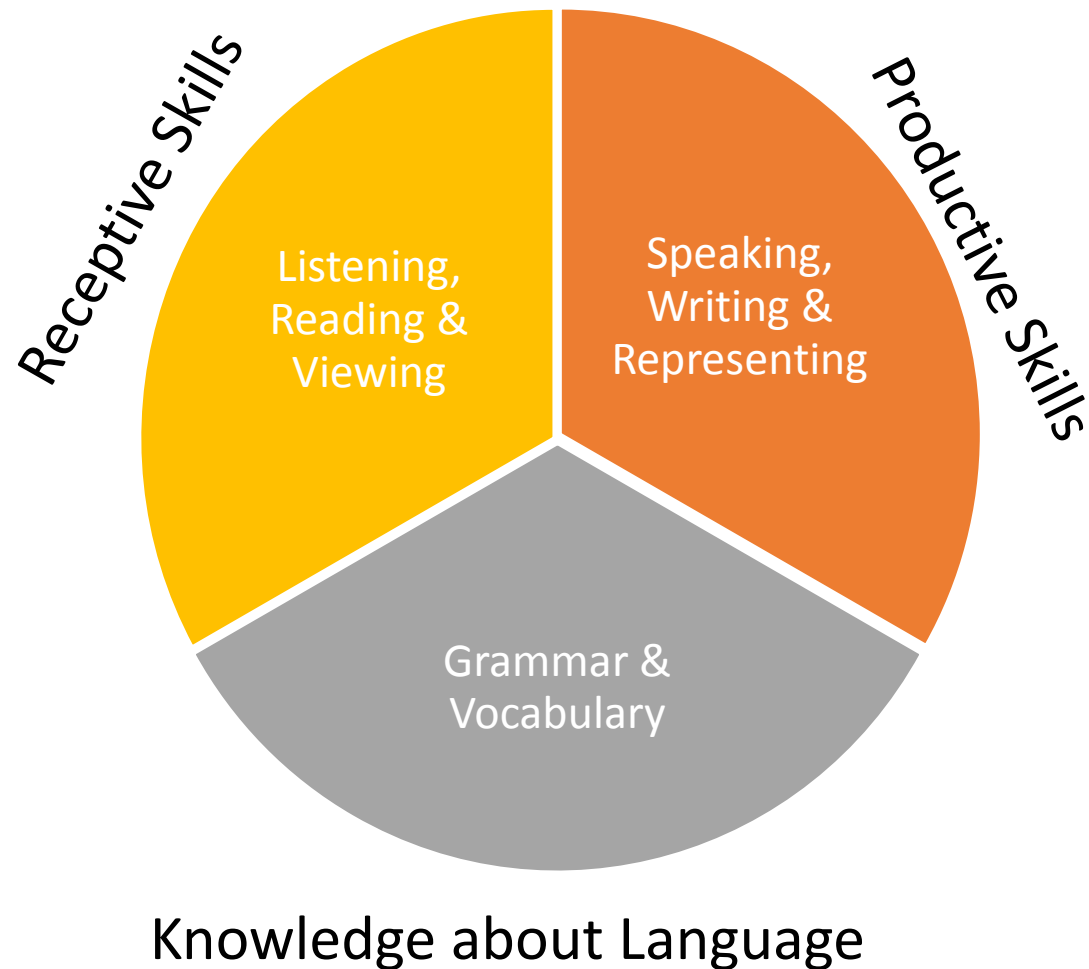 Receptive Skills
Productive Skills
Listening,
Reading &
Viewing
Speaking,
Writing &
Representing
Grammar &
Vocabulary
Knowledge about Language